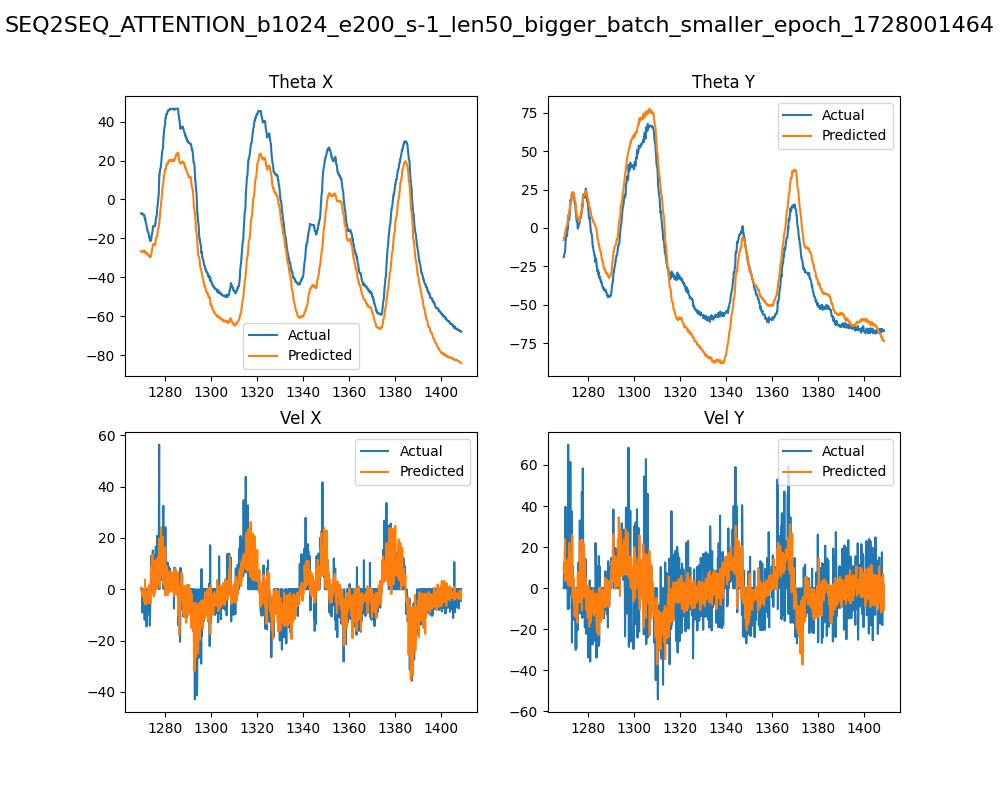 SEQ2SEQ_ATTENTION_b1024_e200_s-1_len50_bigger_batch_smaller_epoch_1728001464
Theta X
40
20
0
−20
−40
−60
−80
Actual
Predicted
1280 1300 1320 1340 1360 1380 1400
Theta Y
75
50
25
0
−25
−50
−75
Actual
Predicted
1280 1300 1320 1340 1360 1380 1400
Vel X
60
40
20
0
−20
−40
Actual
Predicted
1280 1300 1320 1340 1360 1380 1400
Vel Y
60
40
20
0
−20
−40
−60
Actual
Predicted
1280 1300 1320 1340 1360 1380 1400